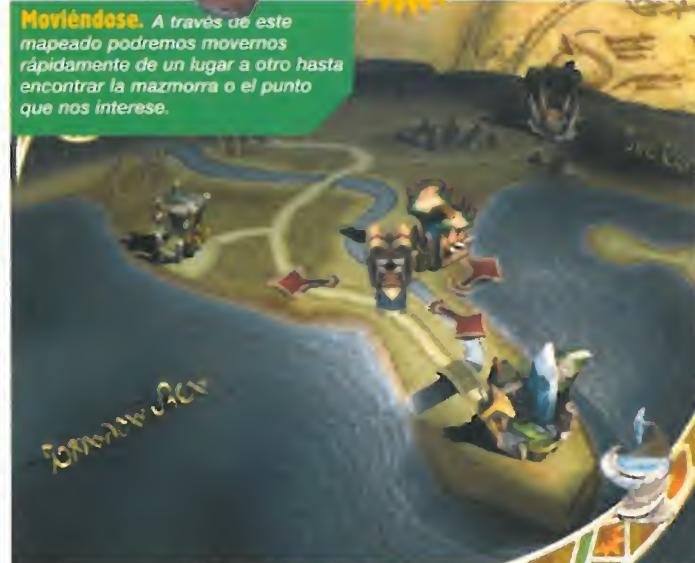 Moviéndose. A través de este
mapeado podremos movernos
rápidamente de un lugar a otro hasta
encontrar la mazmorra o el punto
que nos interese.